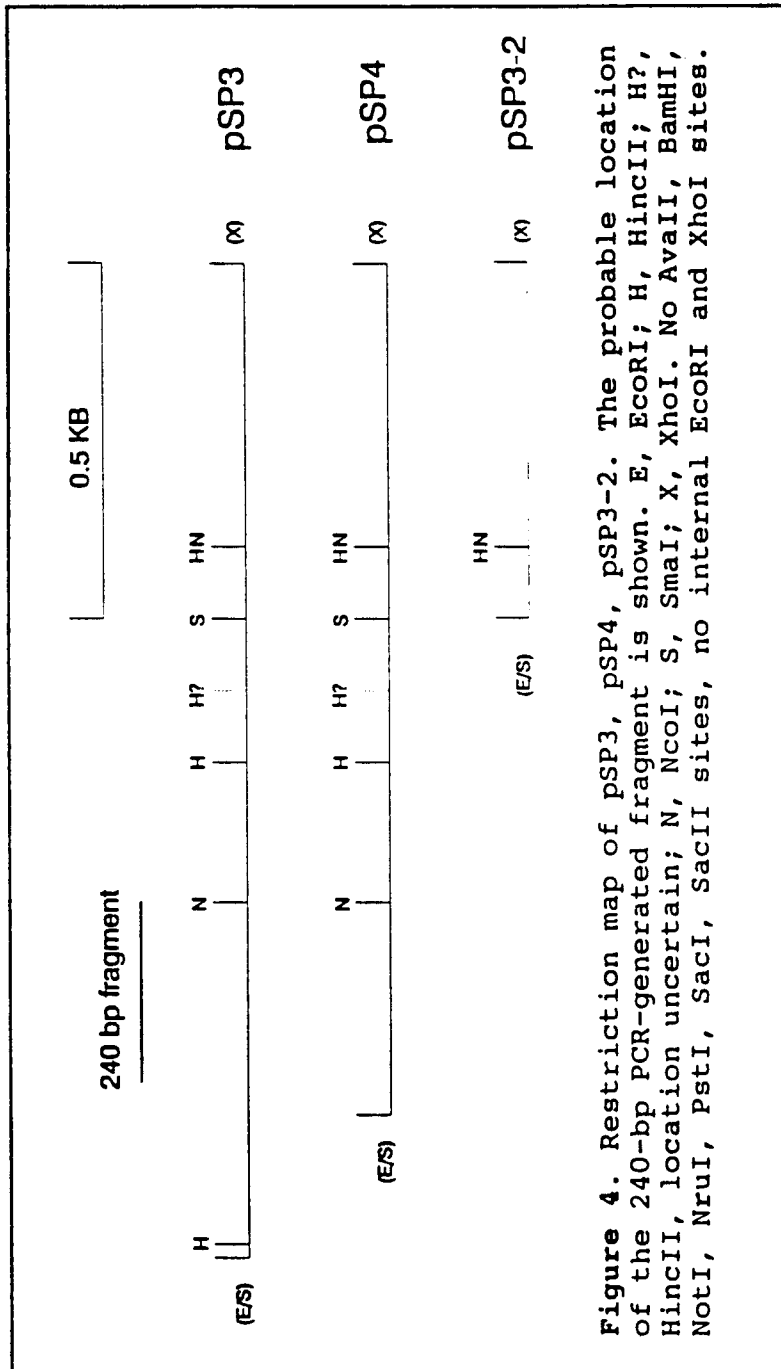 0.5 KB
240 bp fragment
H N H H? S HN
(E/S) (X) pSP3
N H H? S HN
(E/S) (X) pSP4
HN
(E/S) (X) pSP3-2
Figure 4. Restriction map of pSP3, pSP4, pSP3-2. The probable location
of the 240-bp PCR-generated fragment is shown. E, EcoRI; H, HincII; H?,
HincII, location uncertain; N, NcoI; S, SmaI; X, XhoI. No AvaII, BamHI,
NotI, NruI, PstI, SacI, SacII sites, no internal EcoRI and XhoI sites.